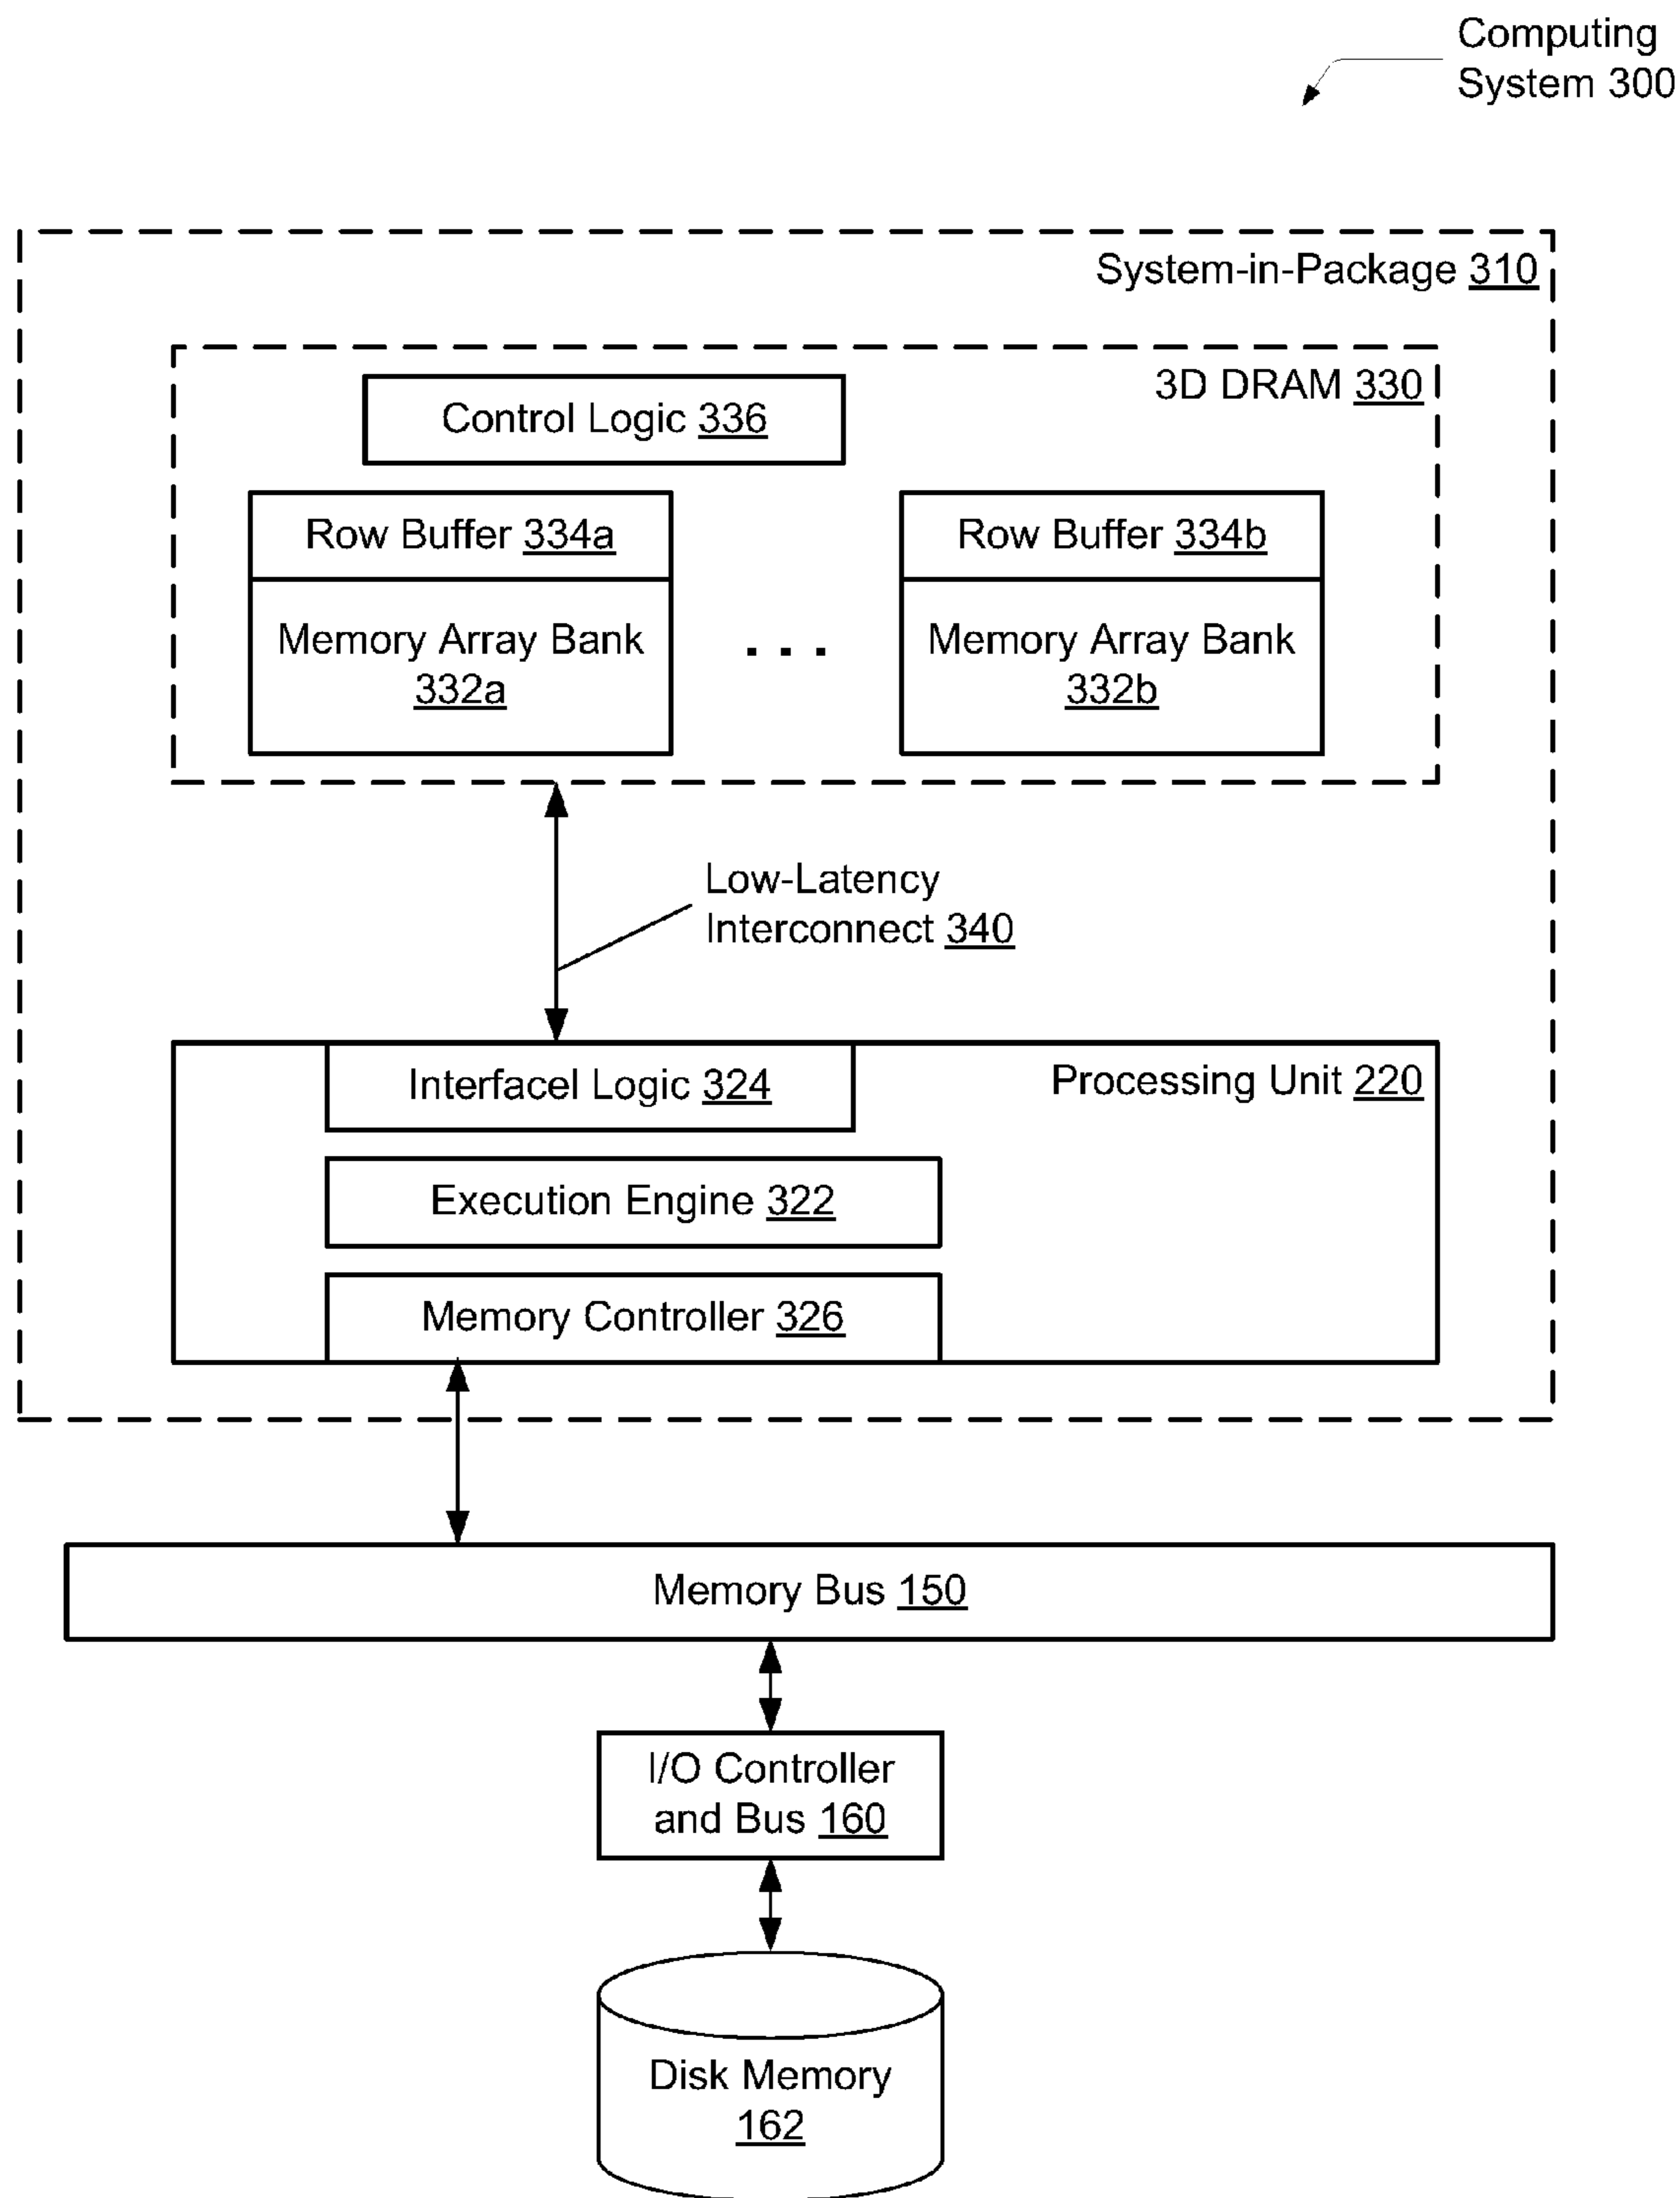 Computing
System 300
System-in-Package 310
3D DRAM 330
Control Logic 336
Row Buffer 334a
Row Buffer 334b
Memory Array Bank
332a
. . .
Memory Array Bank
332b
Low-Latency
Interconnect 340
Interfacel Logic 324
Processing Unit 220
Execution Engine 322
Memory Controller 326
Memory Bus 150
I/O Controller
and Bus 160
Disk Memory
162